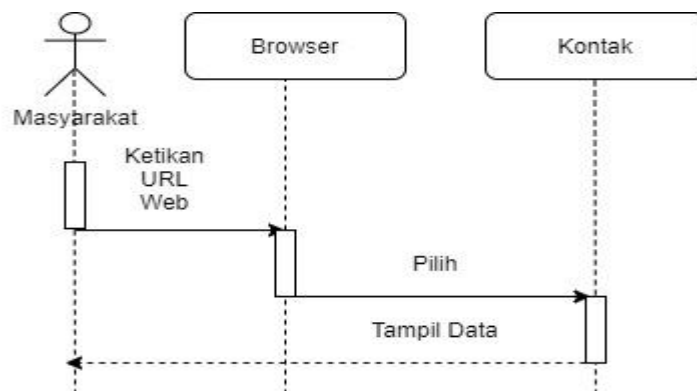 Browser
Kontak
Masyarakat
Ketikan
URL
Web
Pilih
Tampil Data